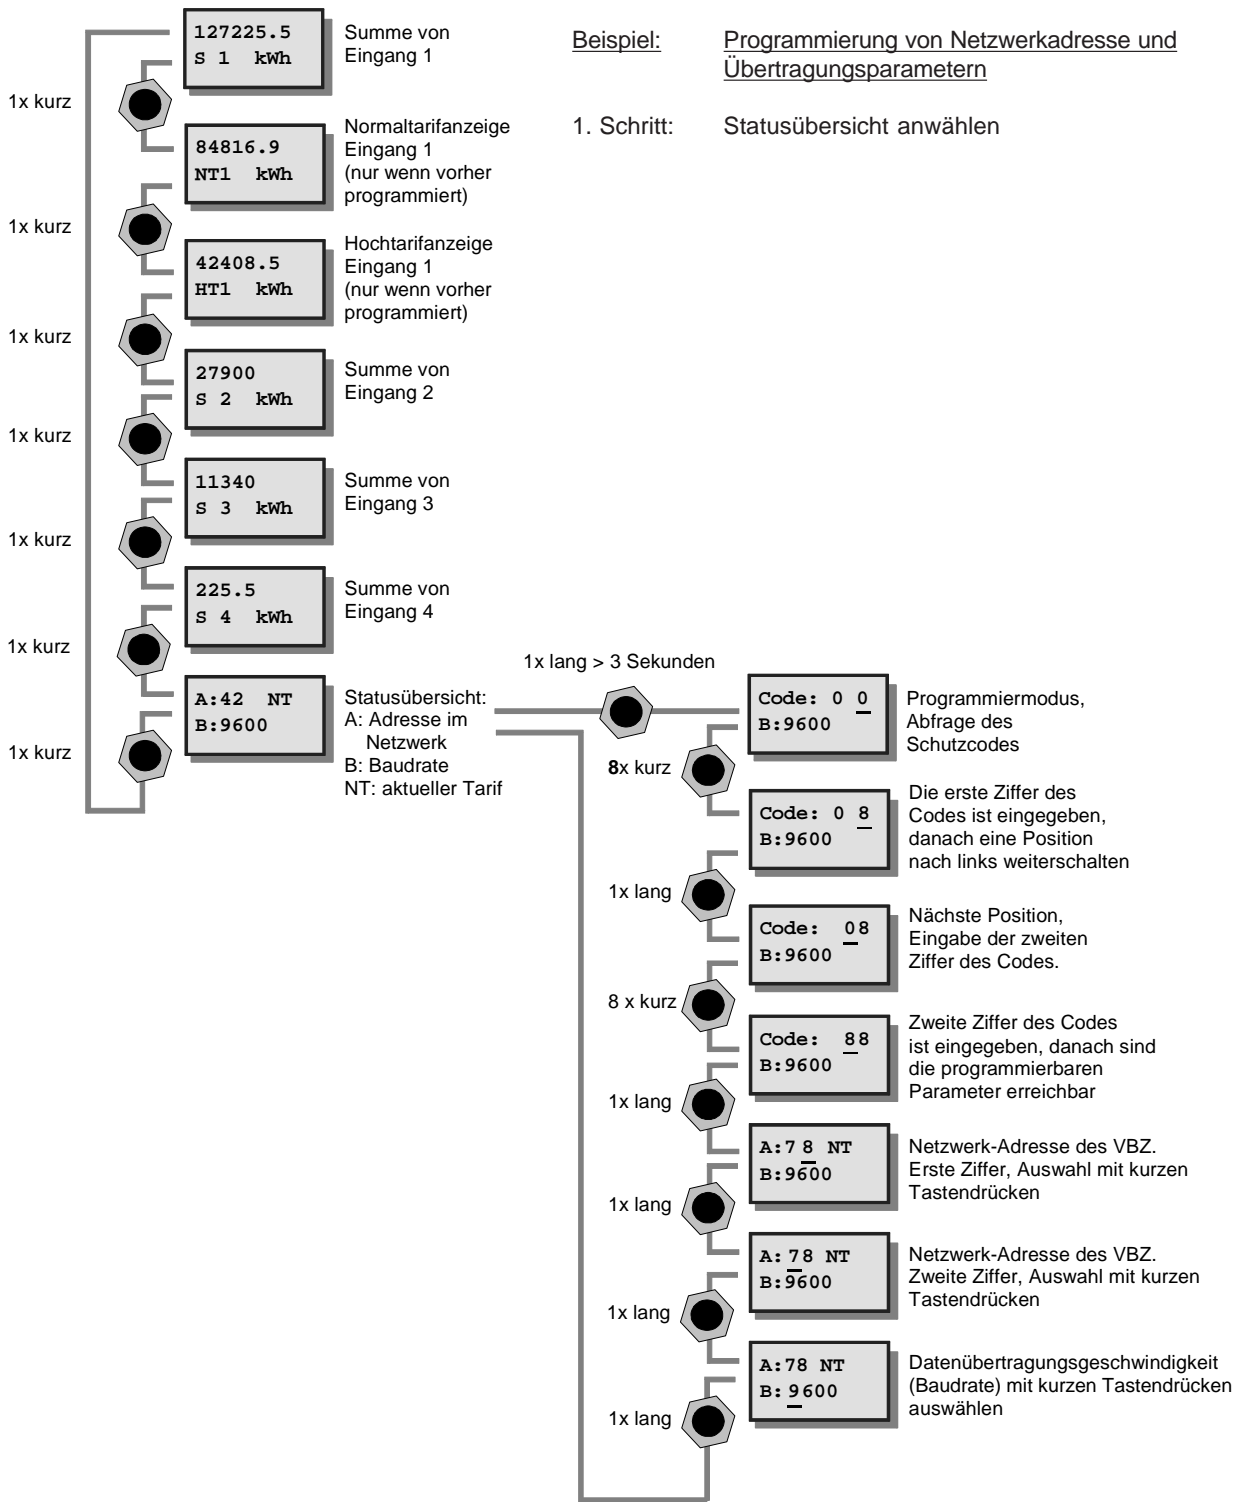 127225.5
S 1 kWh
Summe von
Eingang 1
Beispiel: Programmierung von Netzwerkadresse und
Übertragungsparametern
1. Schritt: Statusübersicht anwählen
1x kurz
84816.9
NT1 kWh
Normaltarifanzeige
Eingang 1
(nur wenn vorher
programmiert)
1x kurz
42408.5
HT1 kWh
Hochtarifanzeige
Eingang 1
(nur wenn vorher
programmiert)
1x kurz
27900
S 2 kWh
Summe von
Eingang 2
1x kurz
11340
S 3 kWh
Summe von
Eingang 3
1x kurz
225.5
S 4 kWh
Summe von
Eingang 4
1x kurz
A:42 NT
B:9600
Statusübersicht:
A: Adresse im
Netzwerk
B: Baudrate
NT: aktueller Tarif
1x kurz
1x lang > 3 Sekunden
Code: 0 0
B:9600
Programmiermodus,
Abfrage des
Schutzcodes
8x kurz
Code: 0 8
B:9600
Die erste Ziffer des
Codes ist eingegeben,
danach eine Position
nach links weiterschalten
1x lang
Code: 08
B:9600
Nächste Position,
Eingabe der zweiten
Ziffer des Codes.
8 x kurz
Code: 88
B:9600
Zweite Ziffer des Codes
ist eingegeben, danach sind
die programmierbaren
Parameter erreichbar
1x lang
A:7 8 NT
B:9600
Netzwerk-Adresse des VBZ.
Erste Ziffer, Auswahl mit kurzen
Tastendrücken
1x lang
A: 78 NT
B:9600
Netzwerk-Adresse des VBZ.
Zweite Ziffer, Auswahl mit kurzen
Tastendrücken
1x lang
A:78 NT
B: 9600
Datenübertragungsgeschwindigkeit
(Baudrate) mit kurzen Tastendrücken
auswählen
1x lang